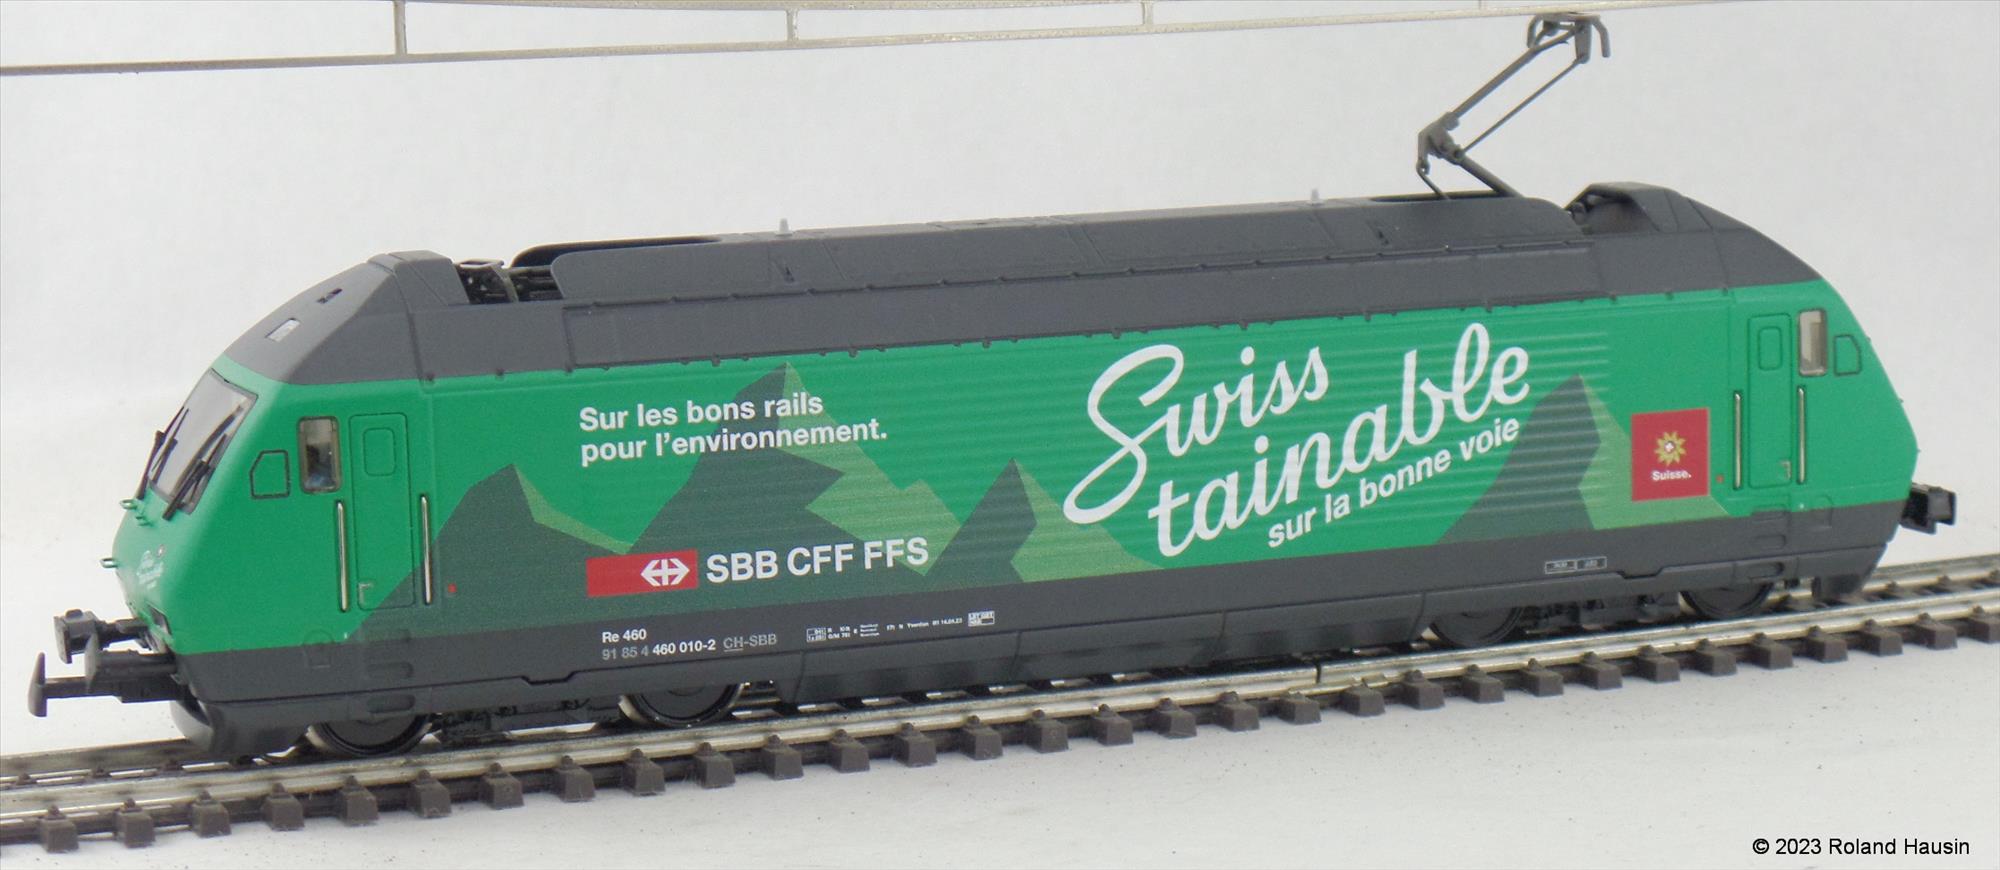 Sur les bons rails
pour l'environnement.
Swiss
tainable
sur la bonne voie
Suisse.
SBB CFF FFS
Re 460
91 85 4 460 010-2 CH-SBB
© 2023 Roland Hausin